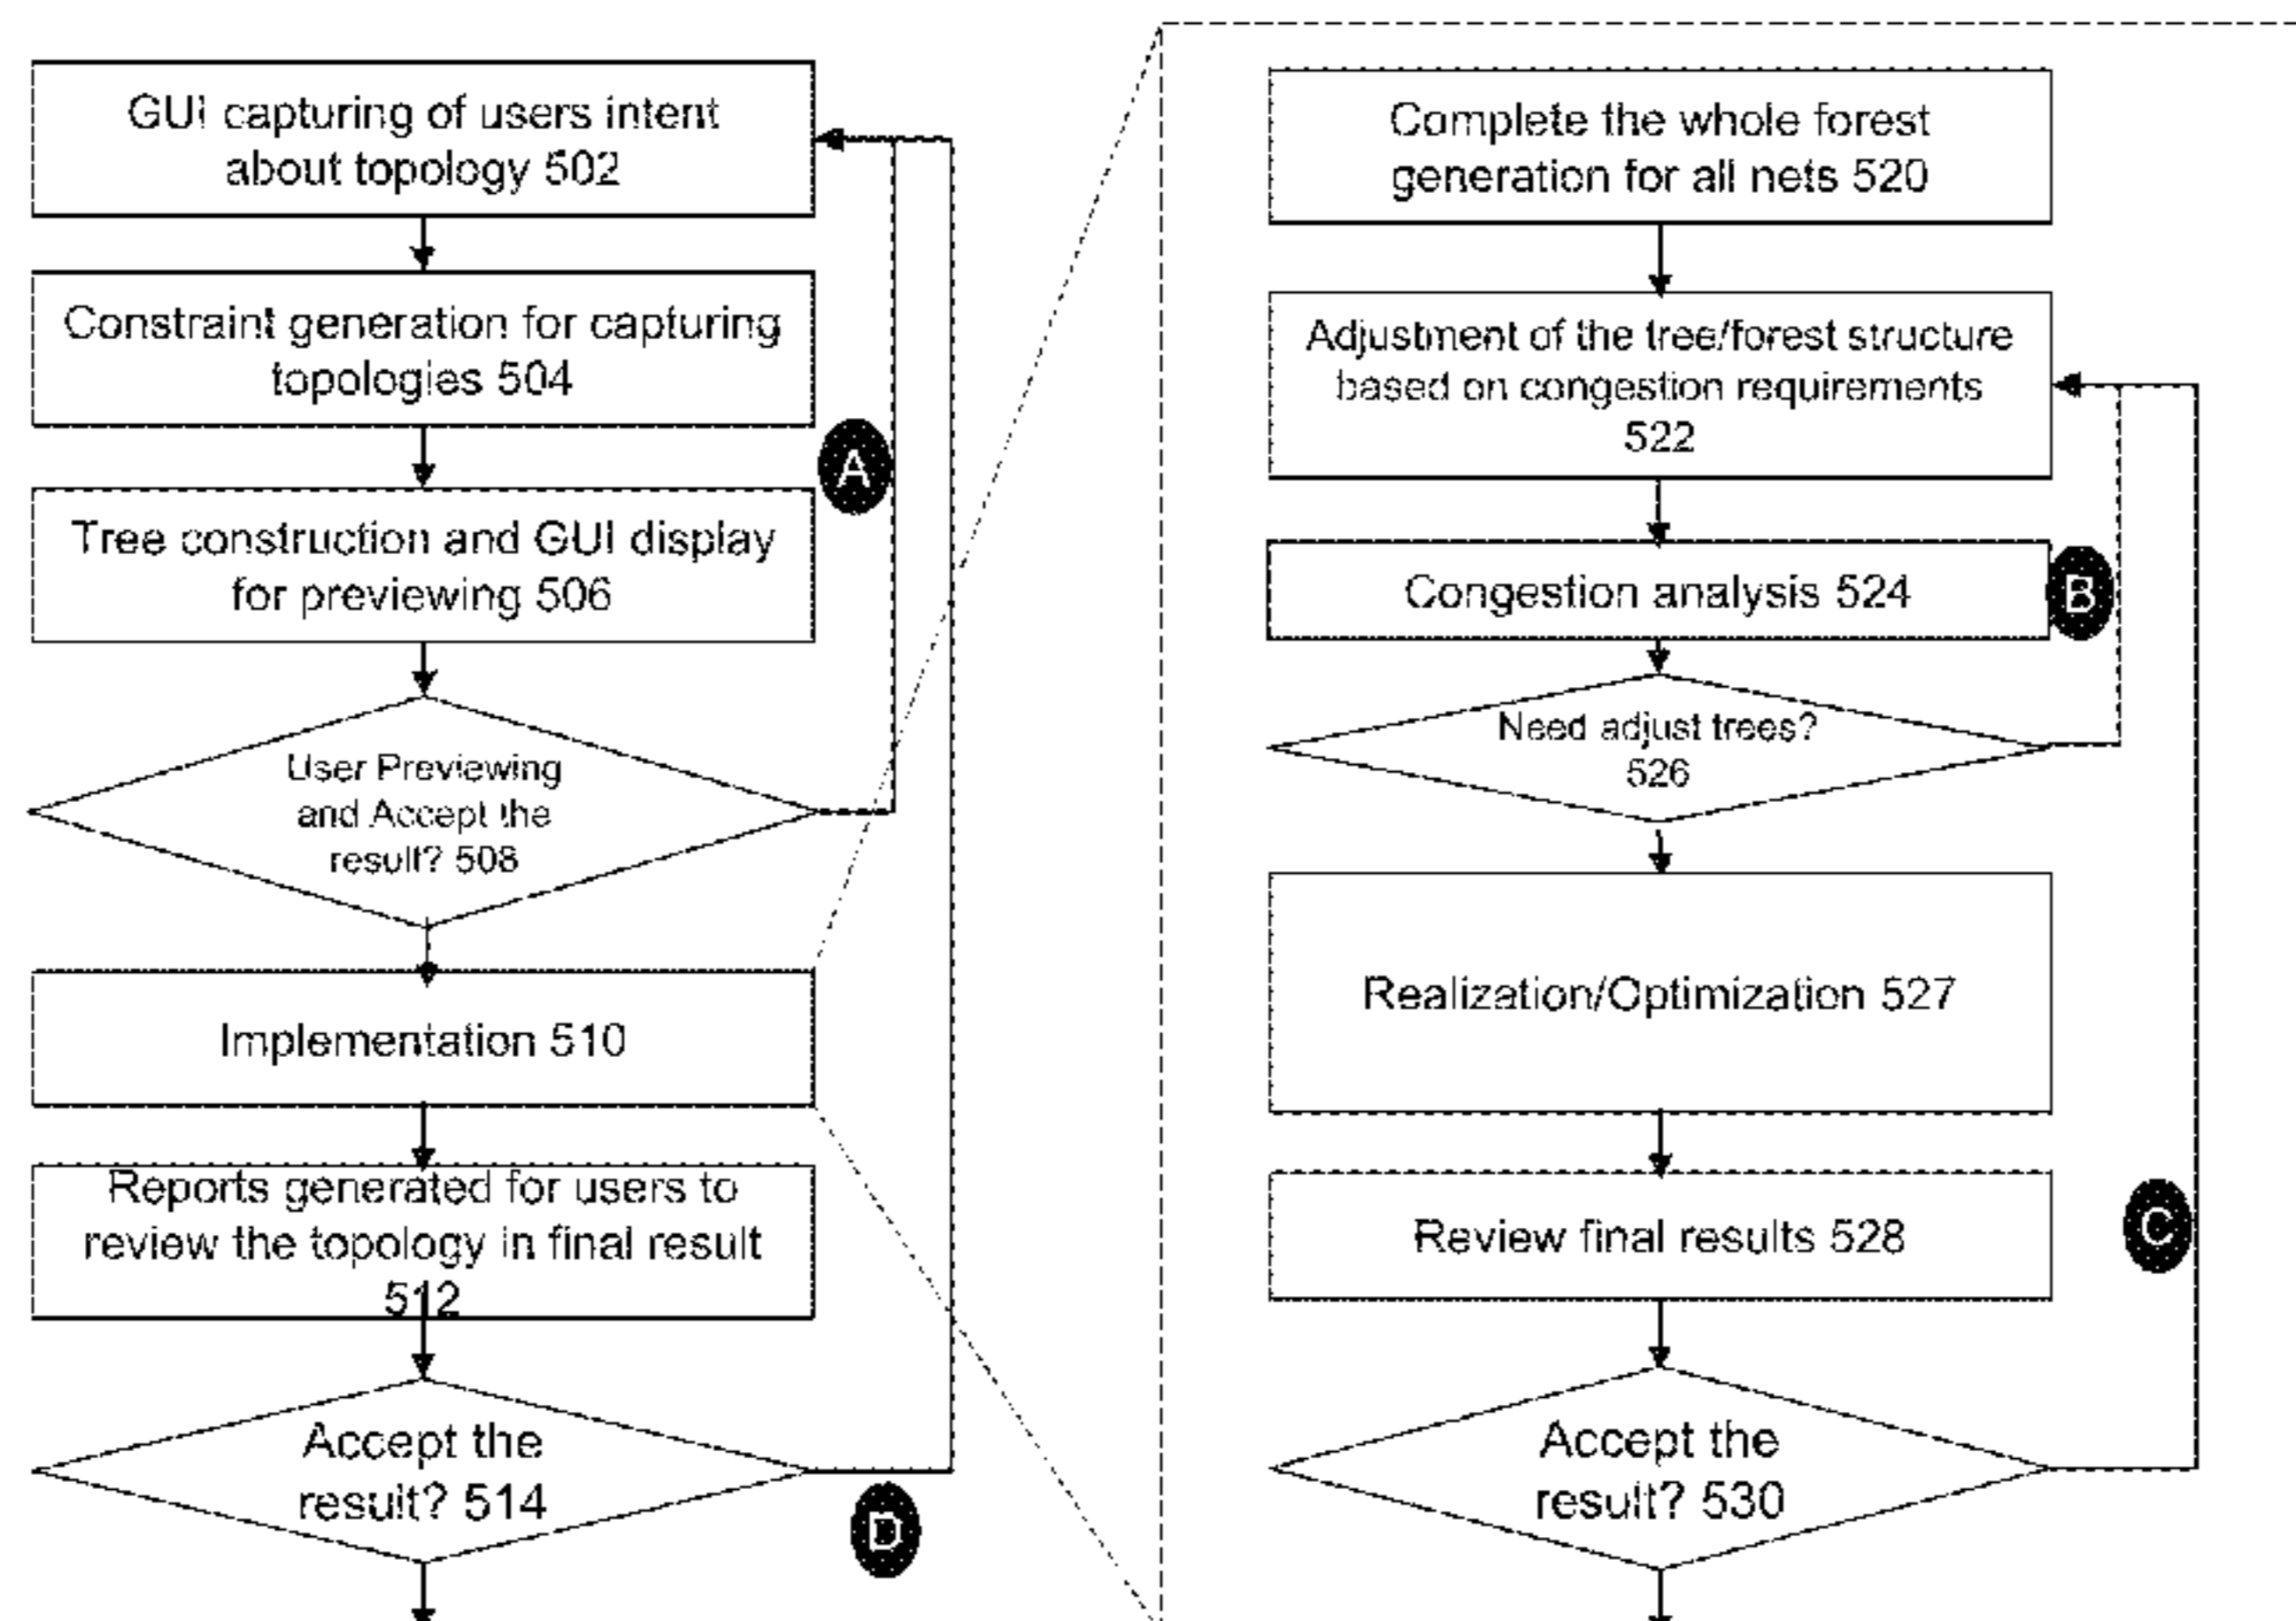 GUI capturing of users intent
about topology 502
Constraint generation for capturing
topologies 504
A
Tree construction and GUI display
for previewing 506
User Previewing
and Accept the
result? 508
Implementation 510
Reports generated for users to
review the topology in final result
512
Accept the
result? 514
D
Complete the whole forest
generation for all nets 520
Adjustment of the tree/forest structure
based on congestion requirements
522
Congestion analysis 524
B
Need adjust trees?
526
Realization/Optimization 527
Review final results 528
C
Accept the
result? 530